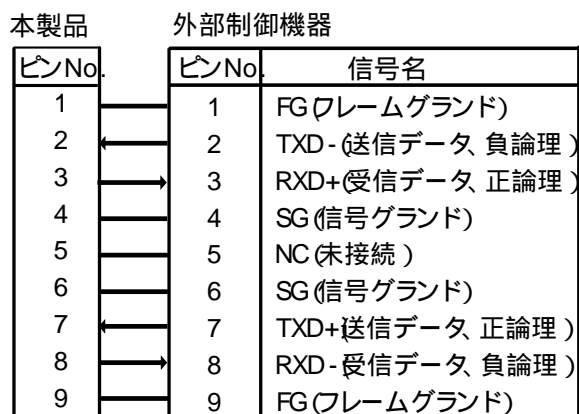 本製品 外部制御機器
ピンNo. ピンNo. 信号名
1 1 FG(フレームグランド)
2 2 TXD-(送信データ、負論理)
3 3 RXD+(受信データ、正論理)
4 4 SG(信号グランド)
5 5 NC(未接続)
6 6 SG(信号グランド)
7 7 TXD+(送信データ、正論理)
8 8 RXD-(受信データ、負論理)
9 9 FG(フレームグランド)